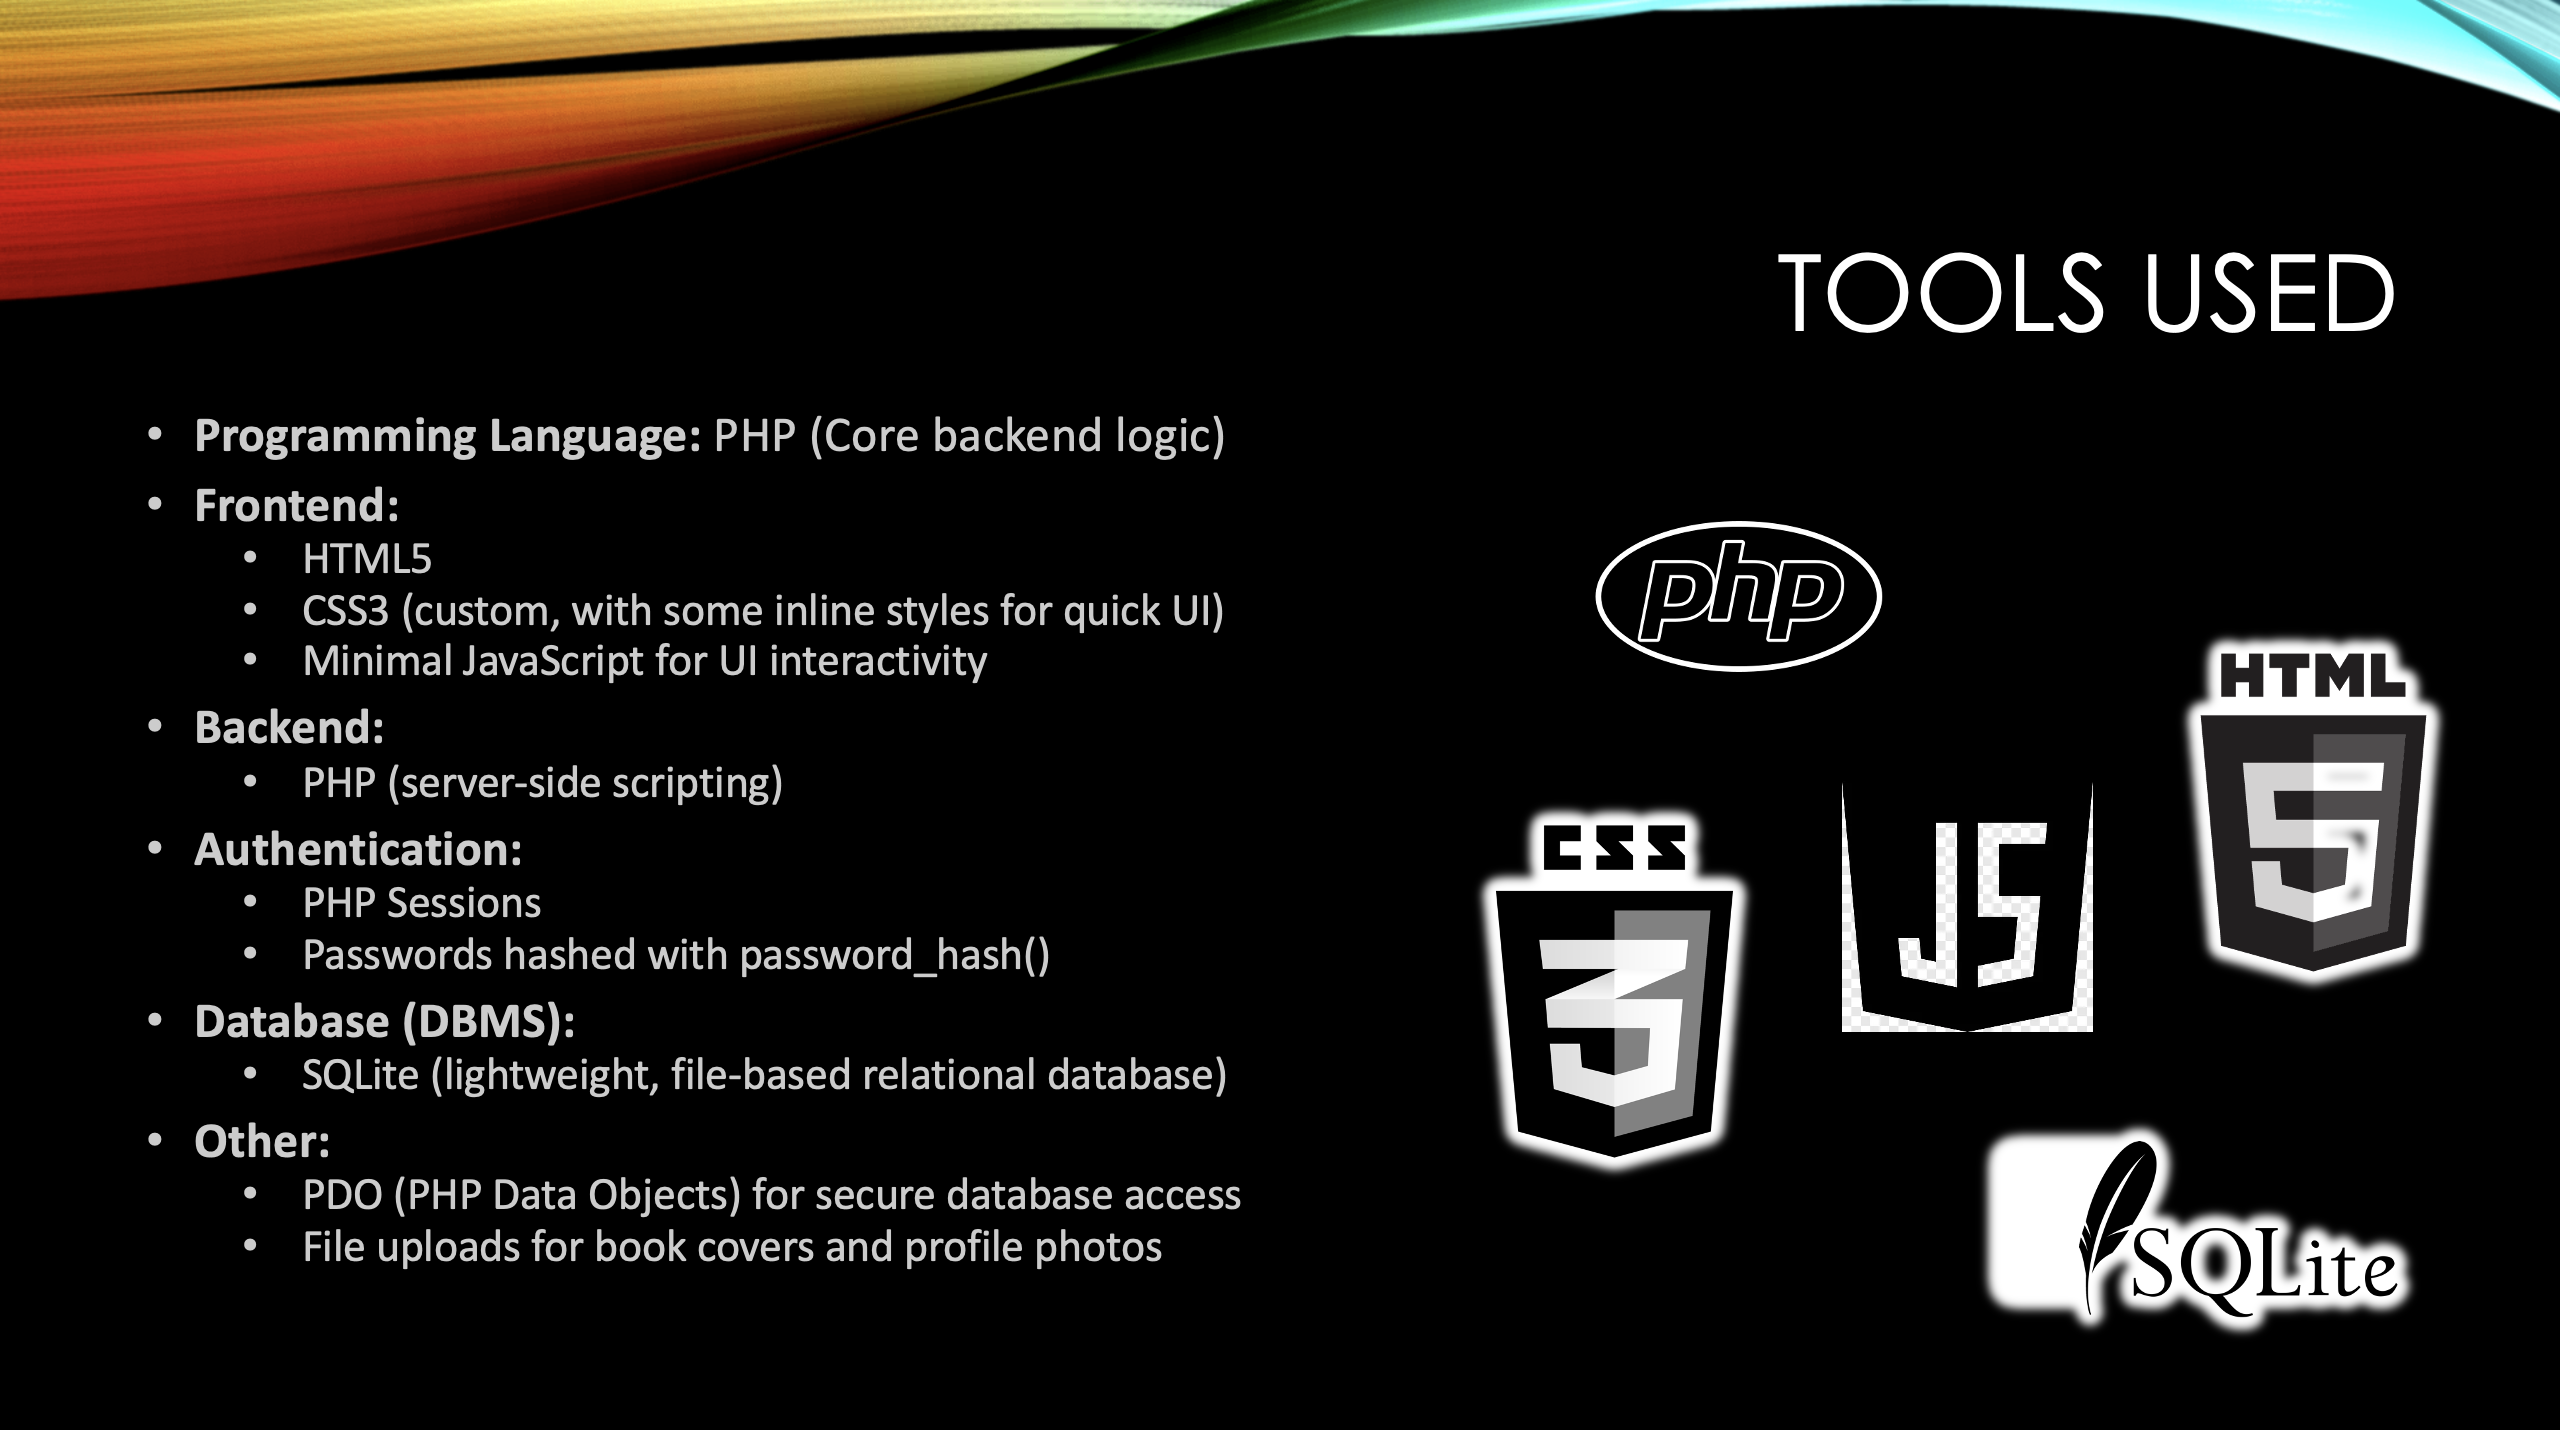 TOOLS USED
• Programming Language: PHP (Core backend logic)
• Frontend:
• HTML5
• CSS3 (custom, with some inline styles for quick UI)
• Minimal JavaScript for UI interactivity
• Backend:
• PHP (server-side scripting)
• Authentication:
• PHP Sessions
• Passwords hashed with password_hash()
• Database (DBMS):
• SQLite (lightweight, file-based relational database)
• Other:
• PDO (PHP Data Objects) for secure database access
• File uploads for book covers and profile photos
php
HTML
5
CSS
3
JS
SQLite